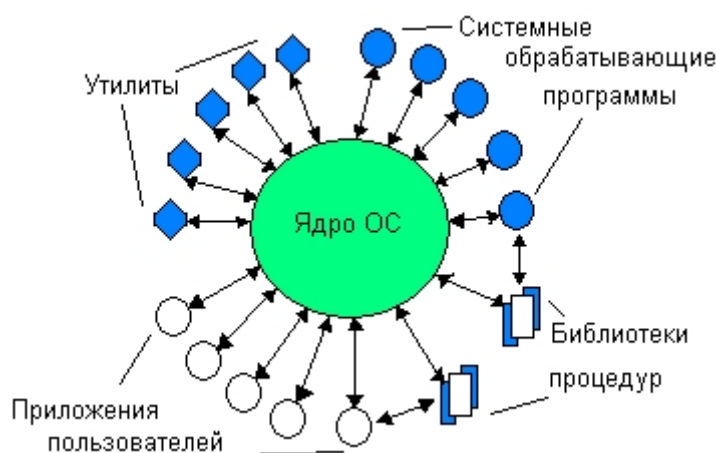 Системные
обрабатывающие
программы
Утилиты
Ядро ОС
Библиотеки
процедур
Приложения
пользователей